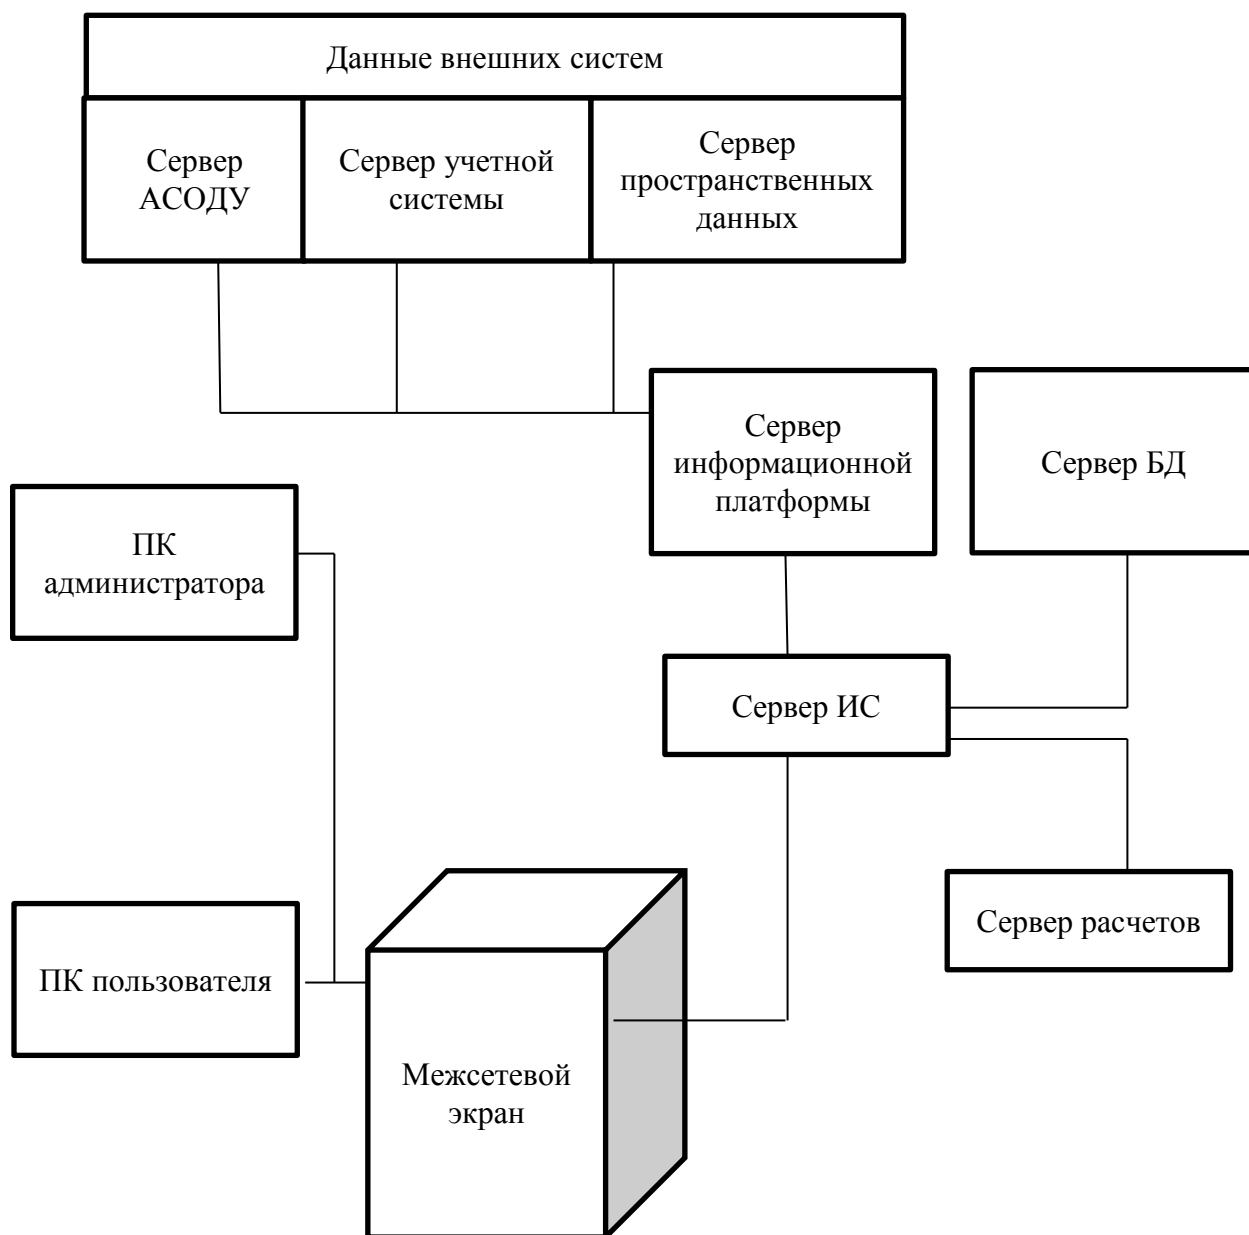 Данные внешних систем
Сервер
АСОДУ
Сервер учетной
системы
Сервер
пространственных
данных
Сервер
информационной
платформы
Сервер БД
ПК
администратора
Сервер ИС
ПК пользователя
Сервер расчетов
Межсетевой
экран